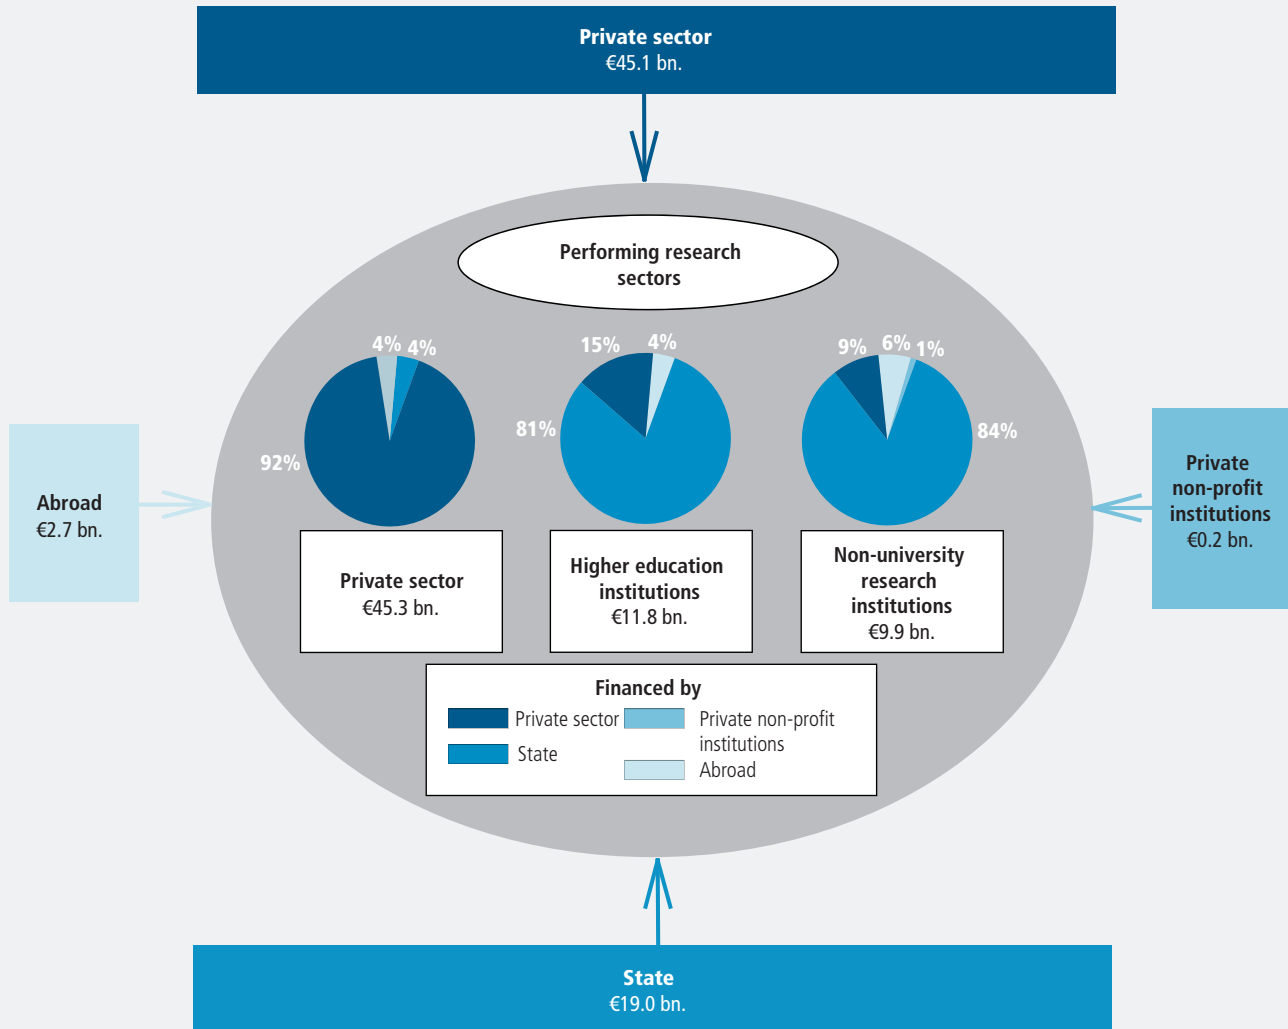 Private sector
€45.1 bn.
Performing research
sectors
4% 4%
92%
15% 4%
81%
9% 6% 1%
84%
Abroad
€2.7 bn.
Private
non-profit
institutions
€0.2 bn.
Private sector
€45.3 bn.
Higher education
institutions
€11.8 bn.
Non-university
research
institutions
€9.9 bn.
Financed by
Private sector
State
Private non-profit
institutions
Abroad
State
€19.0 bn.